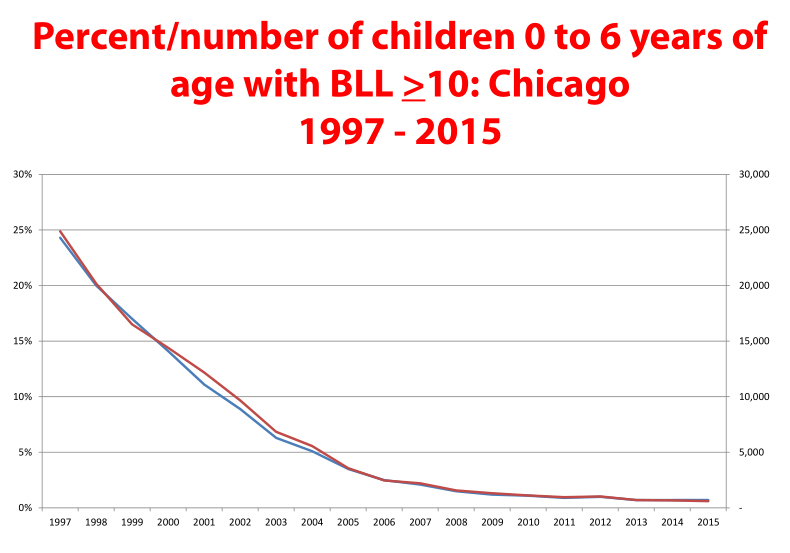 Percent/number of children 0 to 6 years of
age with BLL ≥10: Chicago
1997 - 2015
30% 30,000
25% 25,000
20% 20,000
15% 15,000
10% 10,000
5% 5,000
0% -
1997 1998 1999 2000 2001 2002 2003 2004 2005 2006 2007 2008 2009 2010 2011 2012 2013 2014 2015